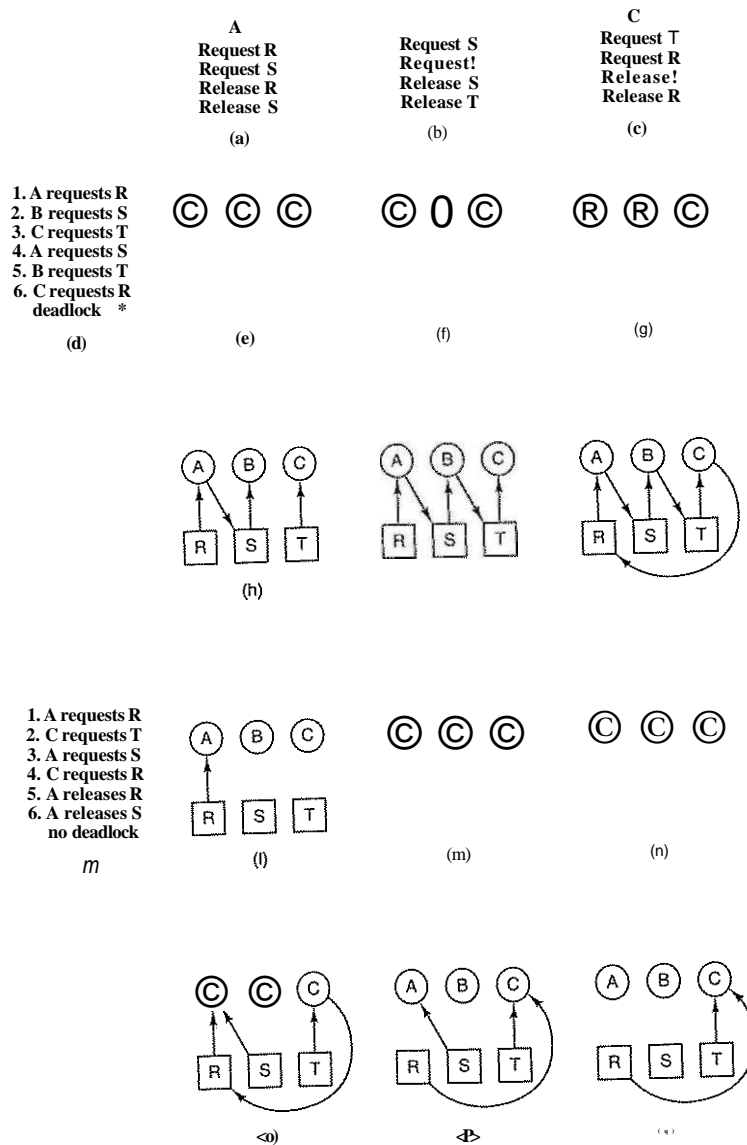 A
Request R
Request S
Release R
Release S
(a)
Request S
Request!
Release S
Release T
(b)
C
Request T
Request R
Release!
Release R
(c)
1. A requests R
2. B requests S
3. C requests T
4. A requests S
5. B requests T
6. C requests R
deadlock *
(d)
© © ©
(e)
© 0 ©
(f)
® ® ©
(g)
A B C
R S T
(h)
A B C
R S T
A B C
R S T
1. A requests R
2. C requests T
3. A requests S
4. C requests R
5. A releases R
6. A releases S
no deadlock
m
A B C
R S T
(l)
© © ©
(m)
© © ©
(n)
© © C
R S T
<o)
A B C
R S T
<P>
A B C
R S T
(q)